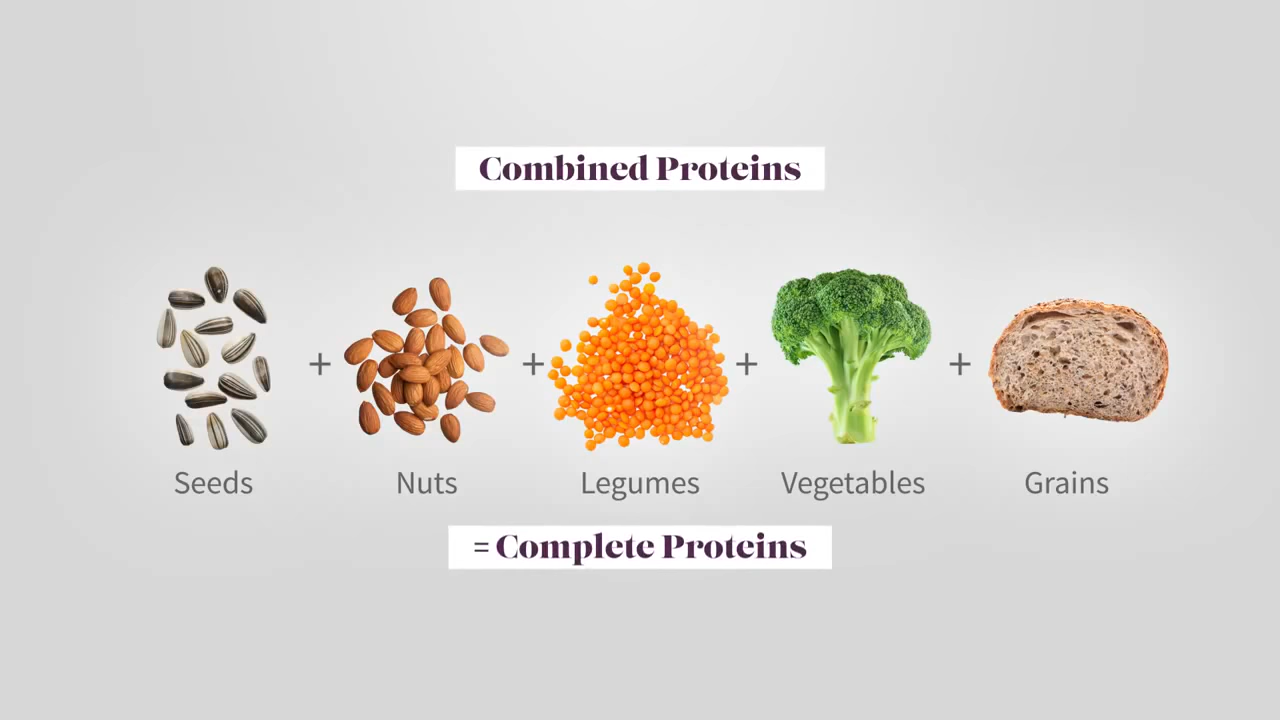 Combined Proteins
+ + + +
Seeds Nuts Legumes Vegetables Grains
= Complete Proteins